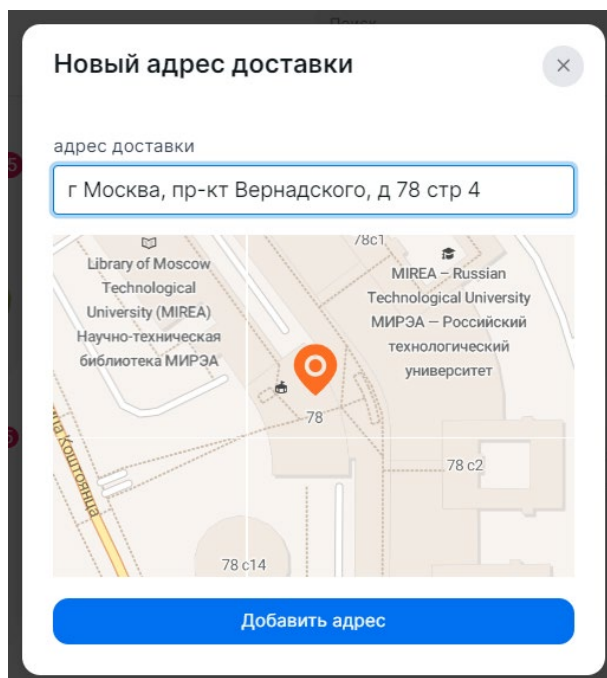 Поиск
Новый адрес доставки
адрес доставки
г Москва, пр-кт Вернадского, д 78 стр 4
78с1
Library of Moscow
Technological
University (MIREA)
Научно-техническая
библиотека МИРЭА
MIREA – Russian
Technological University
МИРЭА — Российский
технологический
университет
78
78 с2
Коштоянца
78 с14
Добавить адрес